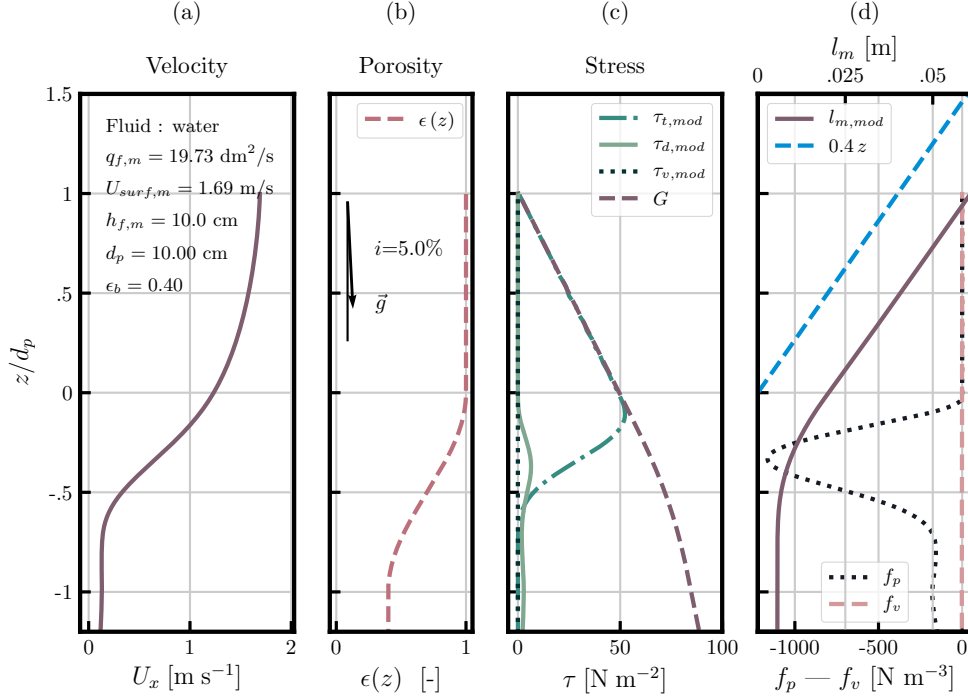 (a)
(b)
(c)
(d)
Velocity
Porosity
Stress
l_m [m]
0 .025 .05
1.5
1
.5
0
-.5
-1
z/d_p
Fluid : water
q_{f,m} = 19.73 dm²/s
U_{surf,m} = 1.69 m/s
h_{f,m} = 10.0 cm
d_p = 10.00 cm
ϵ_b = 0.40
0 1 2
U_x [m s⁻¹]
ϵ(z)
i=5.0%
g⃗
0 1
ϵ(z) [-]
τ_{t,mod}
τ_{d,mod}
τ_{v,mod}
G
0 50 100
τ [N m⁻²]
l_{m,mod}
0.4 z
f_p
f_v
-1000 -500 0
f_p — f_v [N m⁻³]